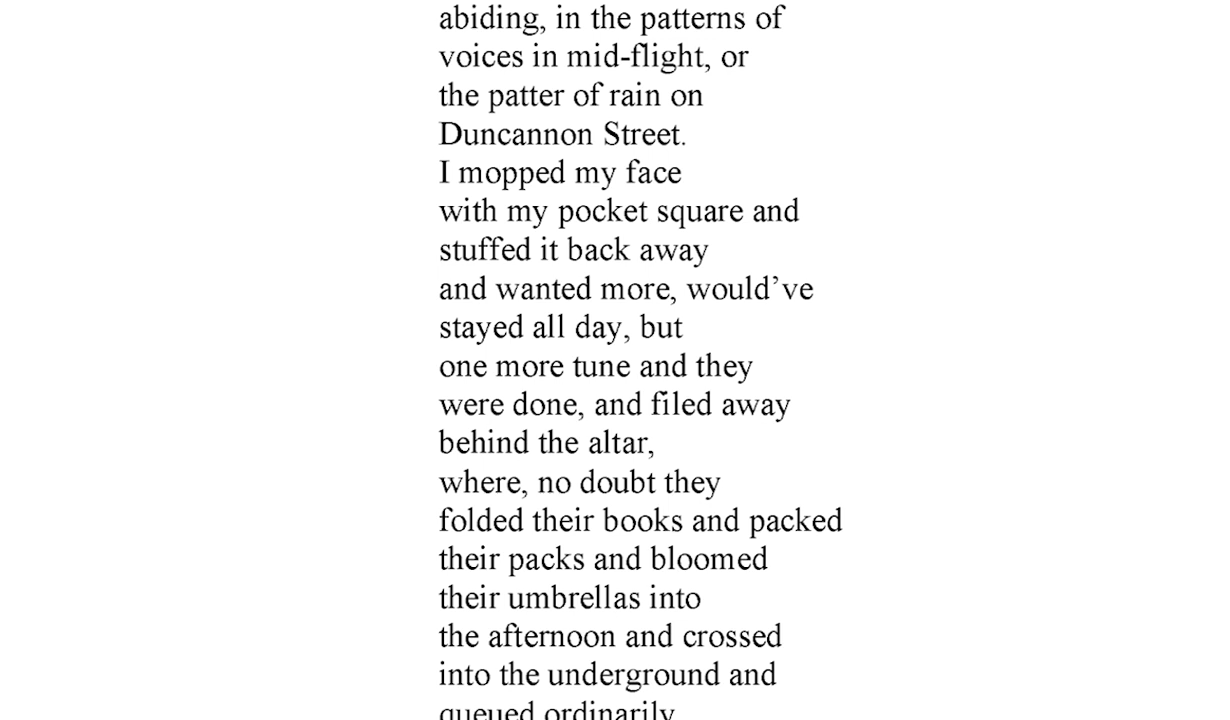 abiding, in the patterns of
voices in mid-flight, or
the patter of rain on
Duncannon Street.
I mopped my face
with my pocket square and
stuffed it back away
and wanted more, would’ve
stayed all day, but
one more tune and they
were done, and filed away
behind the altar,
where, no doubt they
folded their books and packed
their packs and bloomed
their umbrellas into
the afternoon and crossed
into the underground and
queued ordinarily